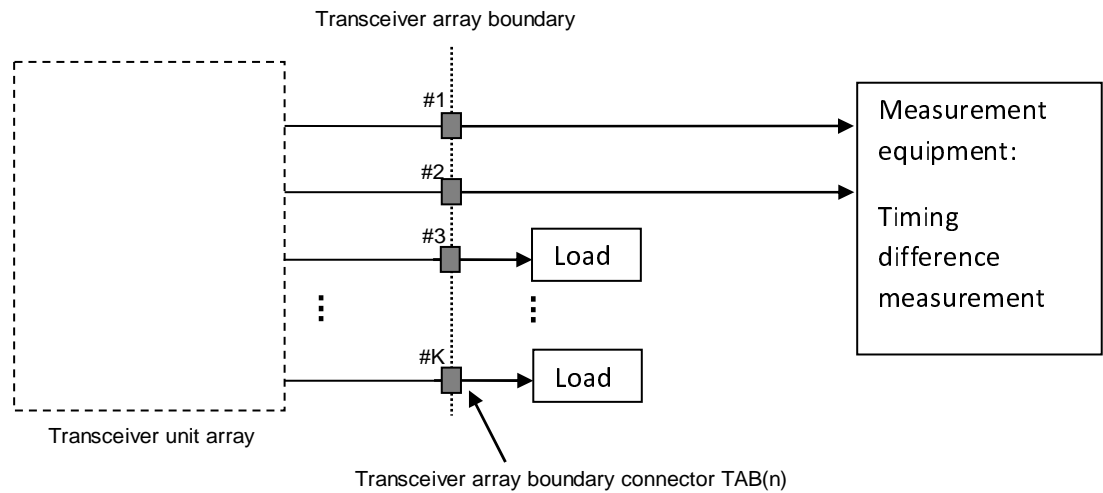 Transceiver array boundary
#1
Measurement
equipment:
#2
Timing
difference
measurement
#3
Load
#K
Load
Transceiver unit array
Transceiver array boundary connector TAB(n)